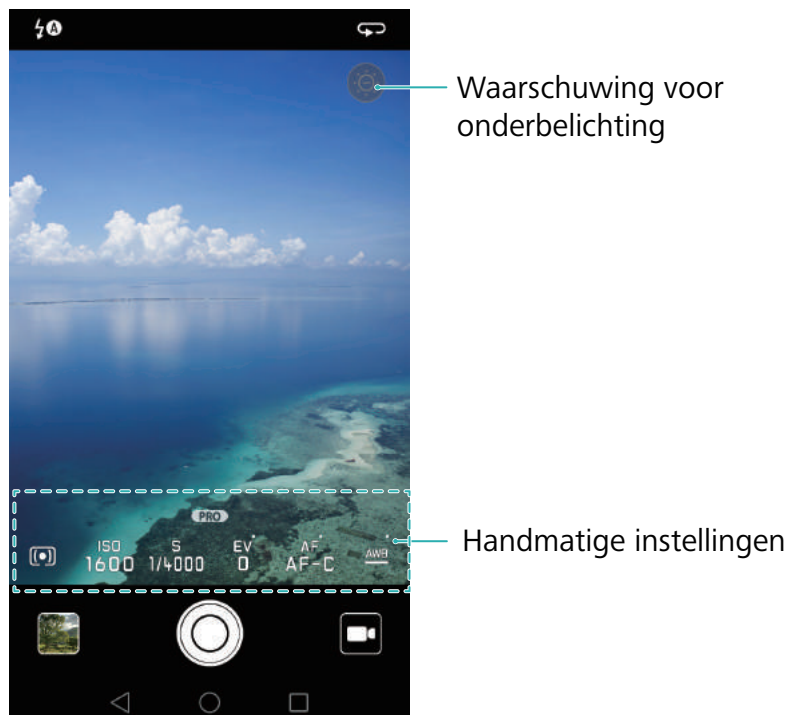 A
Waarschuwing voor
onderbelichting
PRO
ISO S EV AF
1600 1/4000 0 AF-C AWB
Handmatige instellingen